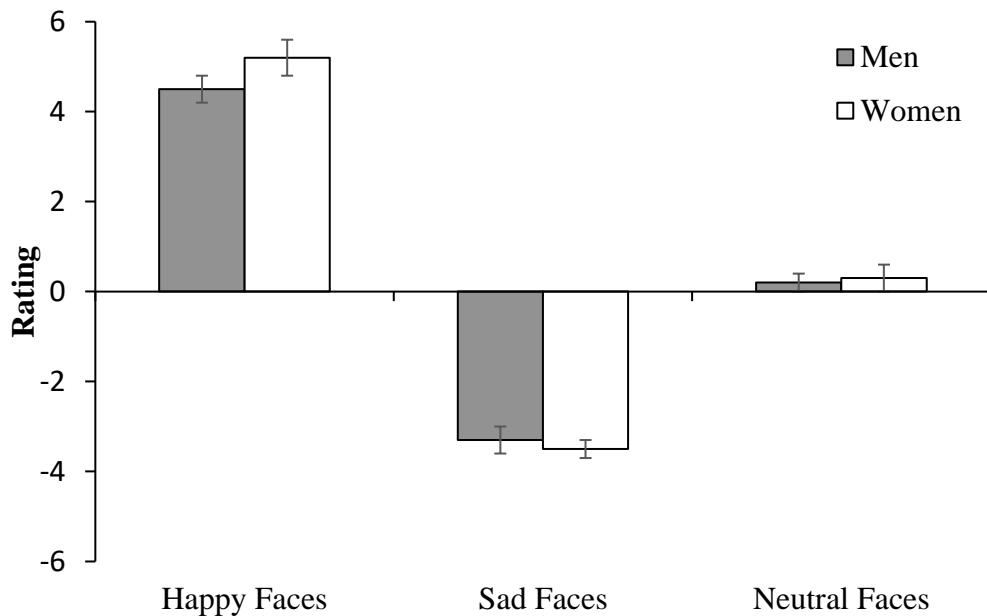 6
4
2
0
-2
-4
-6
Rating
Men
Women
Happy Faces
Sad Faces
Neutral Faces